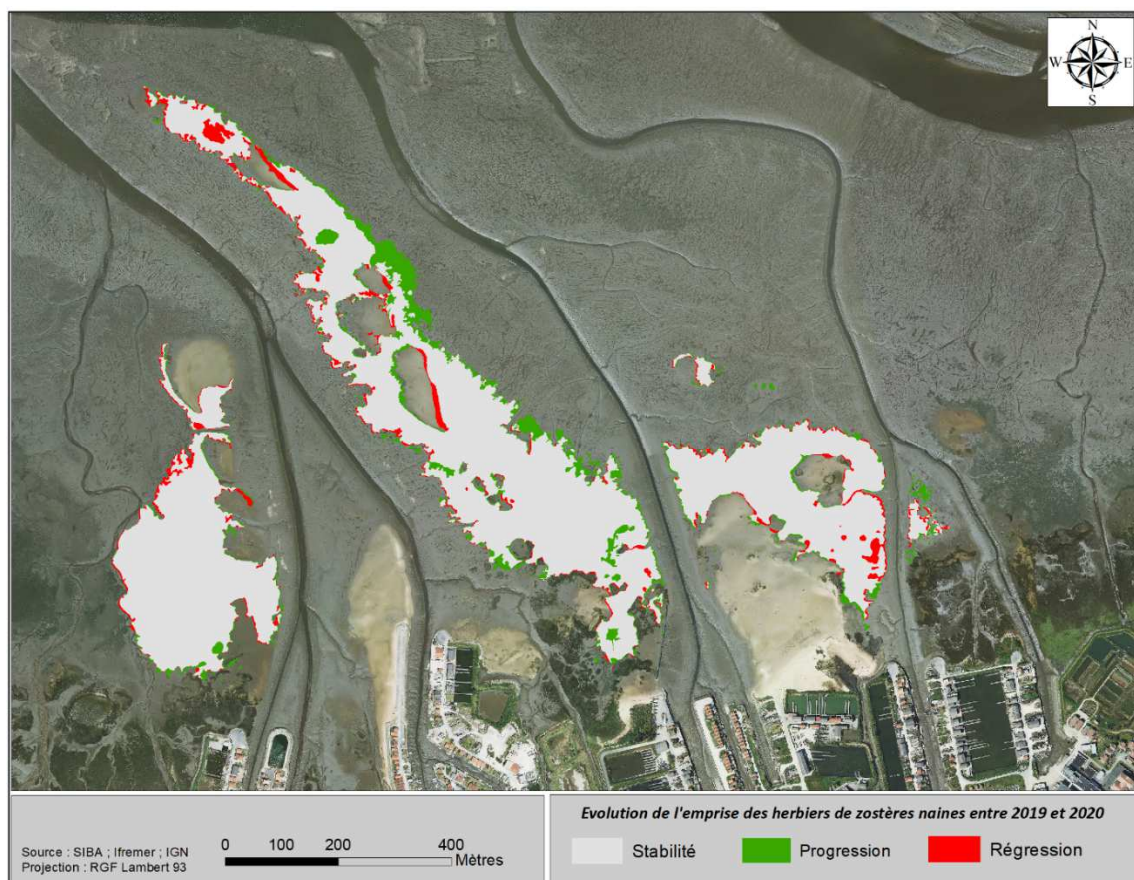 N
W E
S
Source : SIBA ; Ifremer ; IGN
Projection : RGF Lambert 93
0 100 200 400
Mètres
Evolution de l'emprise des herbiers de zostères naines entre 2019 et 2020
Stabilité Progression Régression